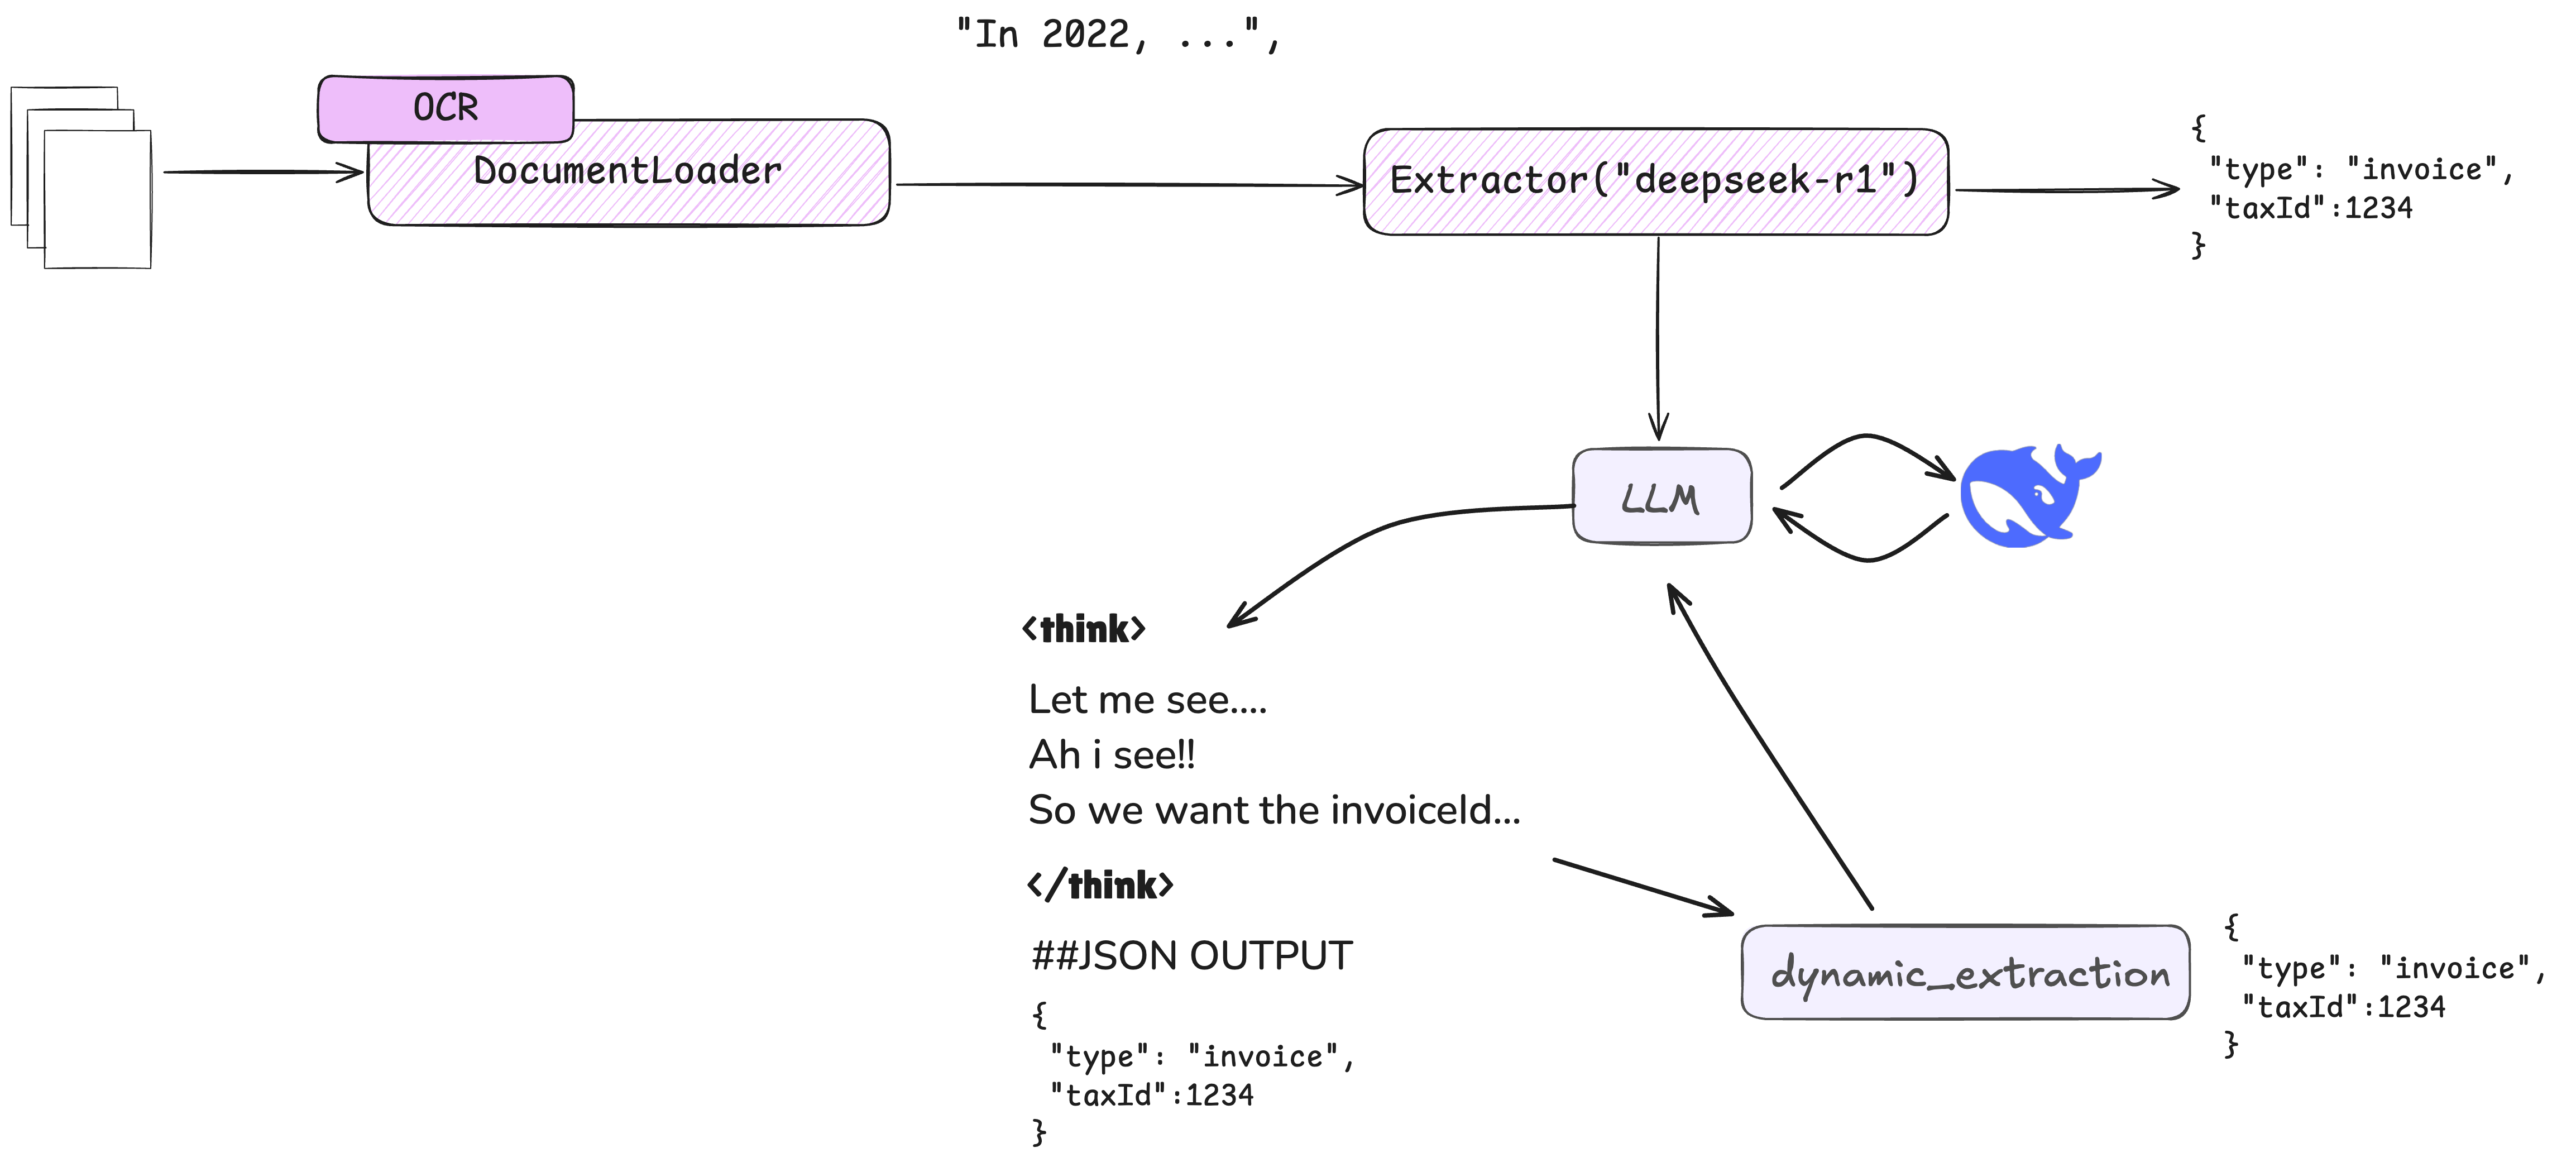 "In 2022, ...",
OCR
DocumentLoader
Extractor("deepseek-r1")
{
"type": "invoice",
"taxId":1234
}
LLM
<think>
Let me see....
Ah i see!!
So we want the invoiceId...
</think>
##JSON OUTPUT
{
"type": "invoice",
"taxId":1234
}
dynamic_extraction
{
"type": "invoice",
"taxId":1234
}